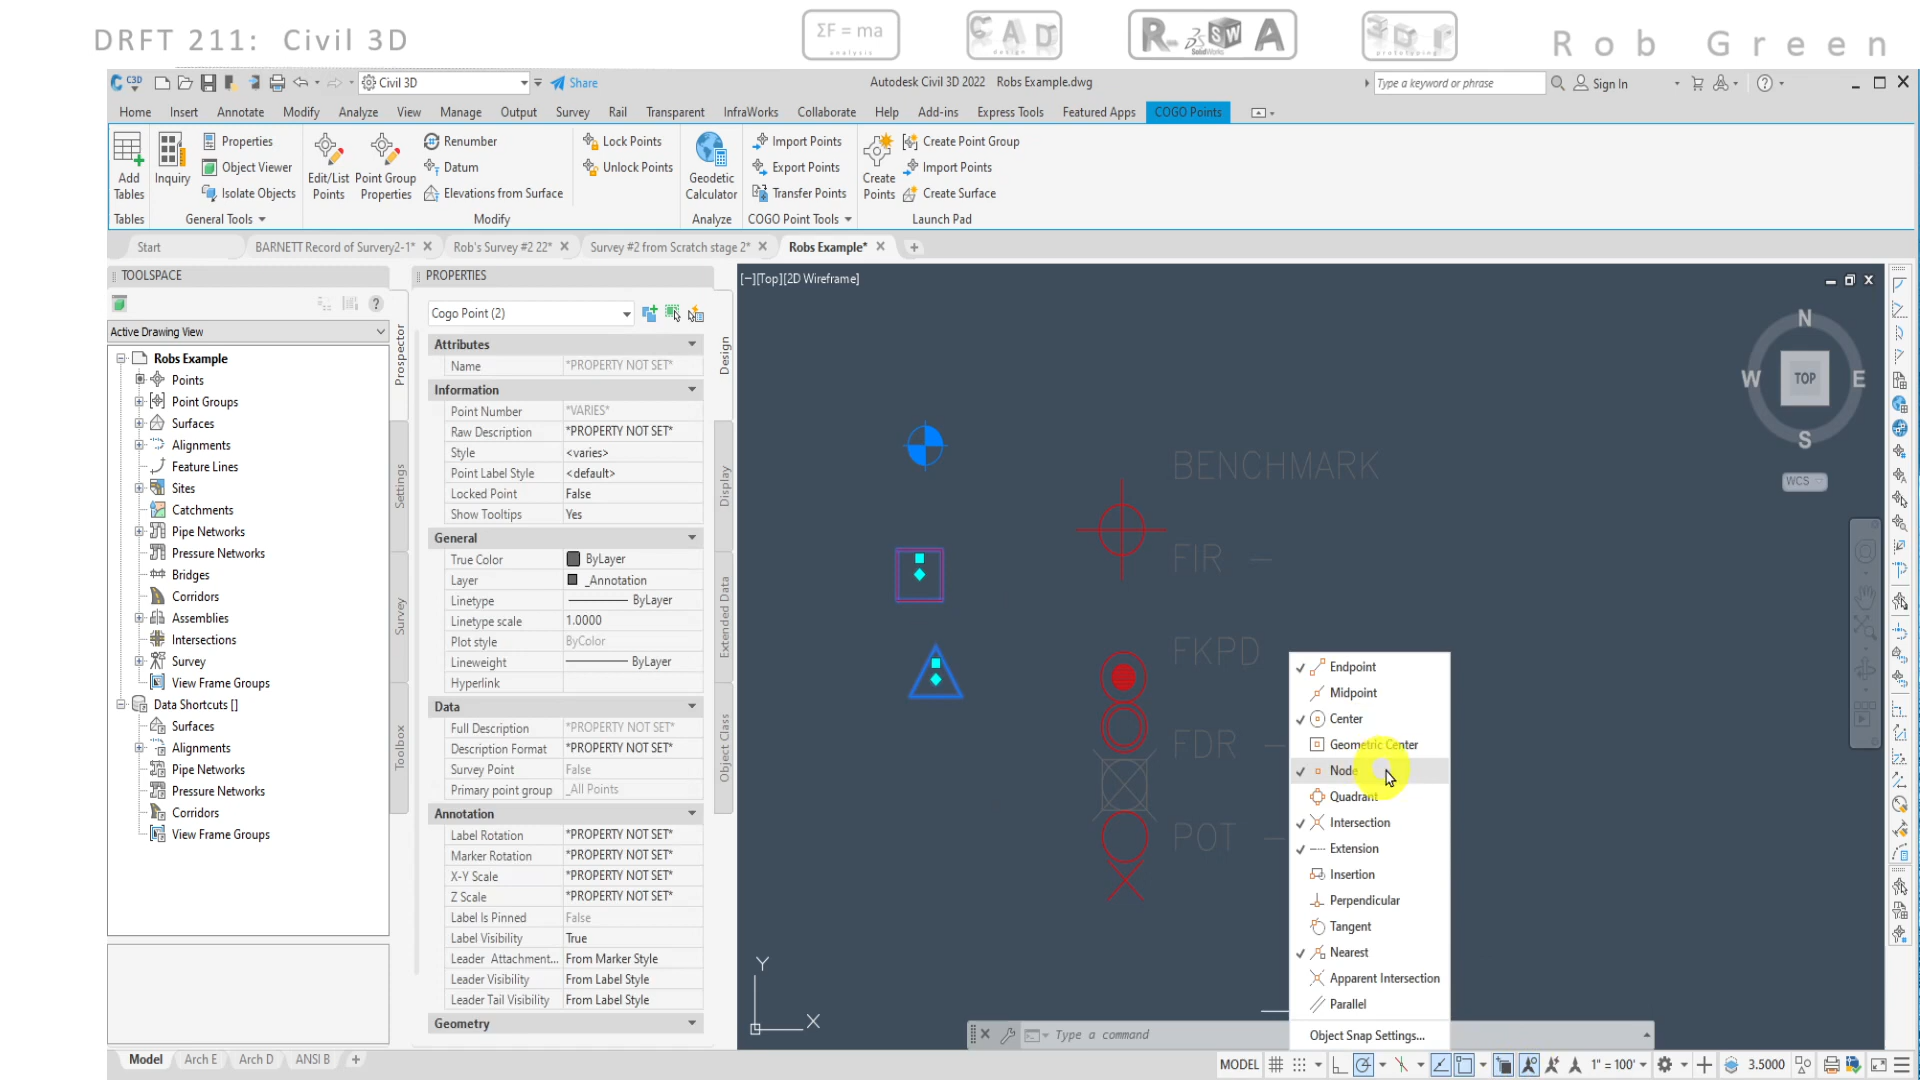 DRFT 211: Civil 3D
ΣF = ma
analysis
CAD
design
R- 3DS SW A
SolidWorks
3D
prototyping
Rob Green
C3D
Civil 3D
Share
Autodesk Civil 3D 2022 Robs Example.dwg
Type a keyword or phrase
Sign In
Home Insert Annotate Modify Analyze View Manage Output Survey Rail Transparent InfraWorks Collaborate Help Add-ins Express Tools Featured Apps COGO Points
Add Tables
Inquiry
Properties
Object Viewer
Isolate Objects
Edit/List Points
Point Group Properties
Renumber
Datum
Elevations from Surface
Lock Points
Unlock Points
Geodetic Calculator
Import Points
Export Points
Transfer Points
Create Points
Create Point Group
Import Points
Create Surface
Tables General Tools Modify Analyze COGO Point Tools Launch Pad
Start BARNETT Record of Survery2-1* Rob's Survey #2 22* Survey #2 from Scratch stage 2* Robs Example*
TOOLSPACE
Active Drawing View
Robs Example
Points
Point Groups
Surfaces
Alignments
Feature Lines
Sites
Catchments
Pipe Networks
Pressure Networks
Bridges
Corridors
Assemblies
Intersections
Survey
View Frame Groups
Data Shortcuts []
Surfaces
Alignments
Pipe Networks
Pressure Networks
Corridors
View Frame Groups
Prospector
Settings
Survey
Toolbox
PROPERTIES
Cogo Point (2)
Attributes
Name *PROPERTY NOT SET*
Information
Point Number *VARIES*
Raw Description *PROPERTY NOT SET*
Style <varies>
Point Label Style <default>
Locked Point False
Show Tooltips Yes
General
True Color ByLayer
Layer _Annotation
Linetype ByLayer
Linetype scale 1.0000
Plot style ByColor
Lineweight ByLayer
Hyperlink
Data
Full Description *PROPERTY NOT SET*
Description Format *PROPERTY NOT SET*
Survey Point False
Primary point group _All Points
Annotation
Label Rotation *PROPERTY NOT SET*
Marker Rotation *PROPERTY NOT SET*
X-Y Scale *PROPERTY NOT SET*
Z Scale *PROPERTY NOT SET*
Label Is Pinned False
Label Visibility True
Leader Attachment... From Marker Style
Leader Visibility From Label Style
Leader Tail Visibility From Label Style
Geometry
Design
Display
Extended Data
Object Class
[−][Top][2D Wireframe]
BENCHMARK
FIR —
FKPD
FDR —
POT —
N
W TOP E
S
WCS
Endpoint
Midpoint
Center
Geometric Center
Node
Quadrant
Intersection
Extension
Insertion
Perpendicular
Tangent
Nearest
Apparent Intersection
Parallel
Object Snap Settings...
Y
X
Type a command
Model Arch E Arch D ANSI B
MODEL 1" = 100' 3.5000